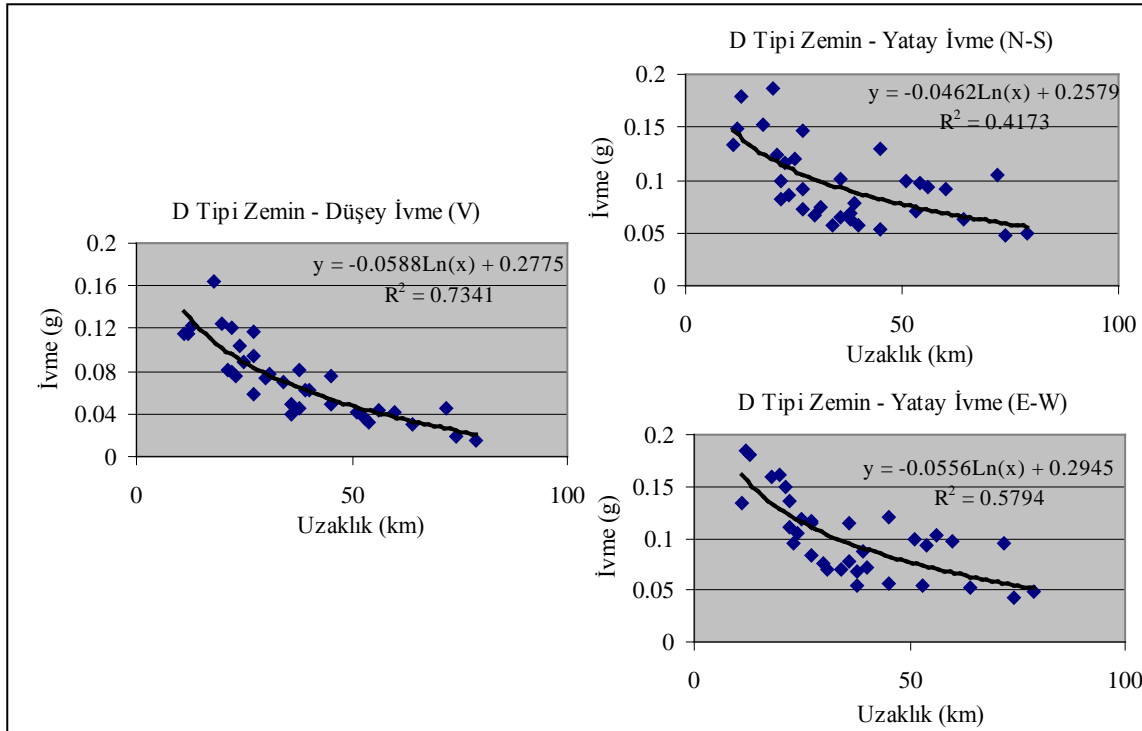 D Tipi Zemin - Yatay İvme (N-S)
y = -0.0462Ln(x) + 0.2579
R² = 0.4173
0.2
0.15
0.1
0.05
0
0 50 100
İvme (g)
Uzaklık (km)
D Tipi Zemin - Düşey İvme (V)
y = -0.0588Ln(x) + 0.2775
R² = 0.7341
0.2
0.16
0.12
0.08
0.04
0
0 50 100
İvme (g)
Uzaklık (km)
D Tipi Zemin - Yatay İvme (E-W)
y = -0.0556Ln(x) + 0.2945
R² = 0.5794
0.2
0.15
0.1
0.05
0
0 50 100
İvme (g)
Uzaklık (km)